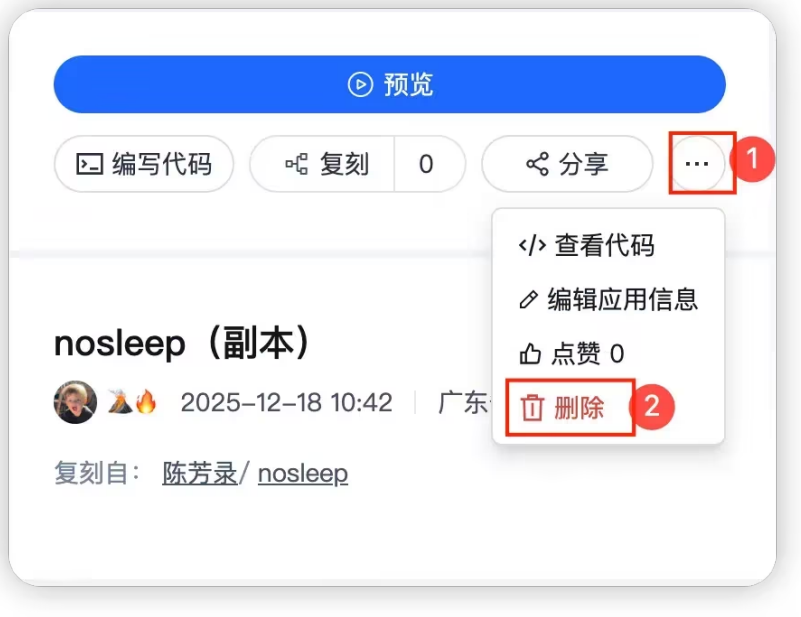 预览
编写代码 复刻 0 分享 ... 1
</> 查看代码
编辑应用信息
点赞 0
删除 2
nosleep（副本）
2025-12-18 10:42 广东
复刻自： 陈芳录/ nosleep